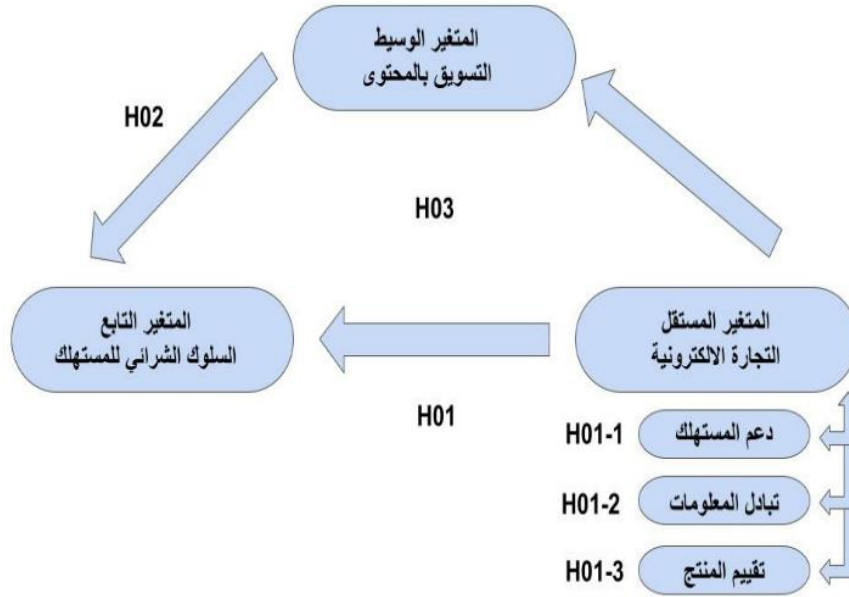 المتغير الوسيط
التسويق بالمحتوى
H02
H03
المتغير المستقل
التجارة الالكترونية
المتغير التابع
السلوك الشرائي للمستهلك
H01
دعم المستهلك
H01-1
تبادل المعلومات
H01-2
تقييم المنتج
H01-3